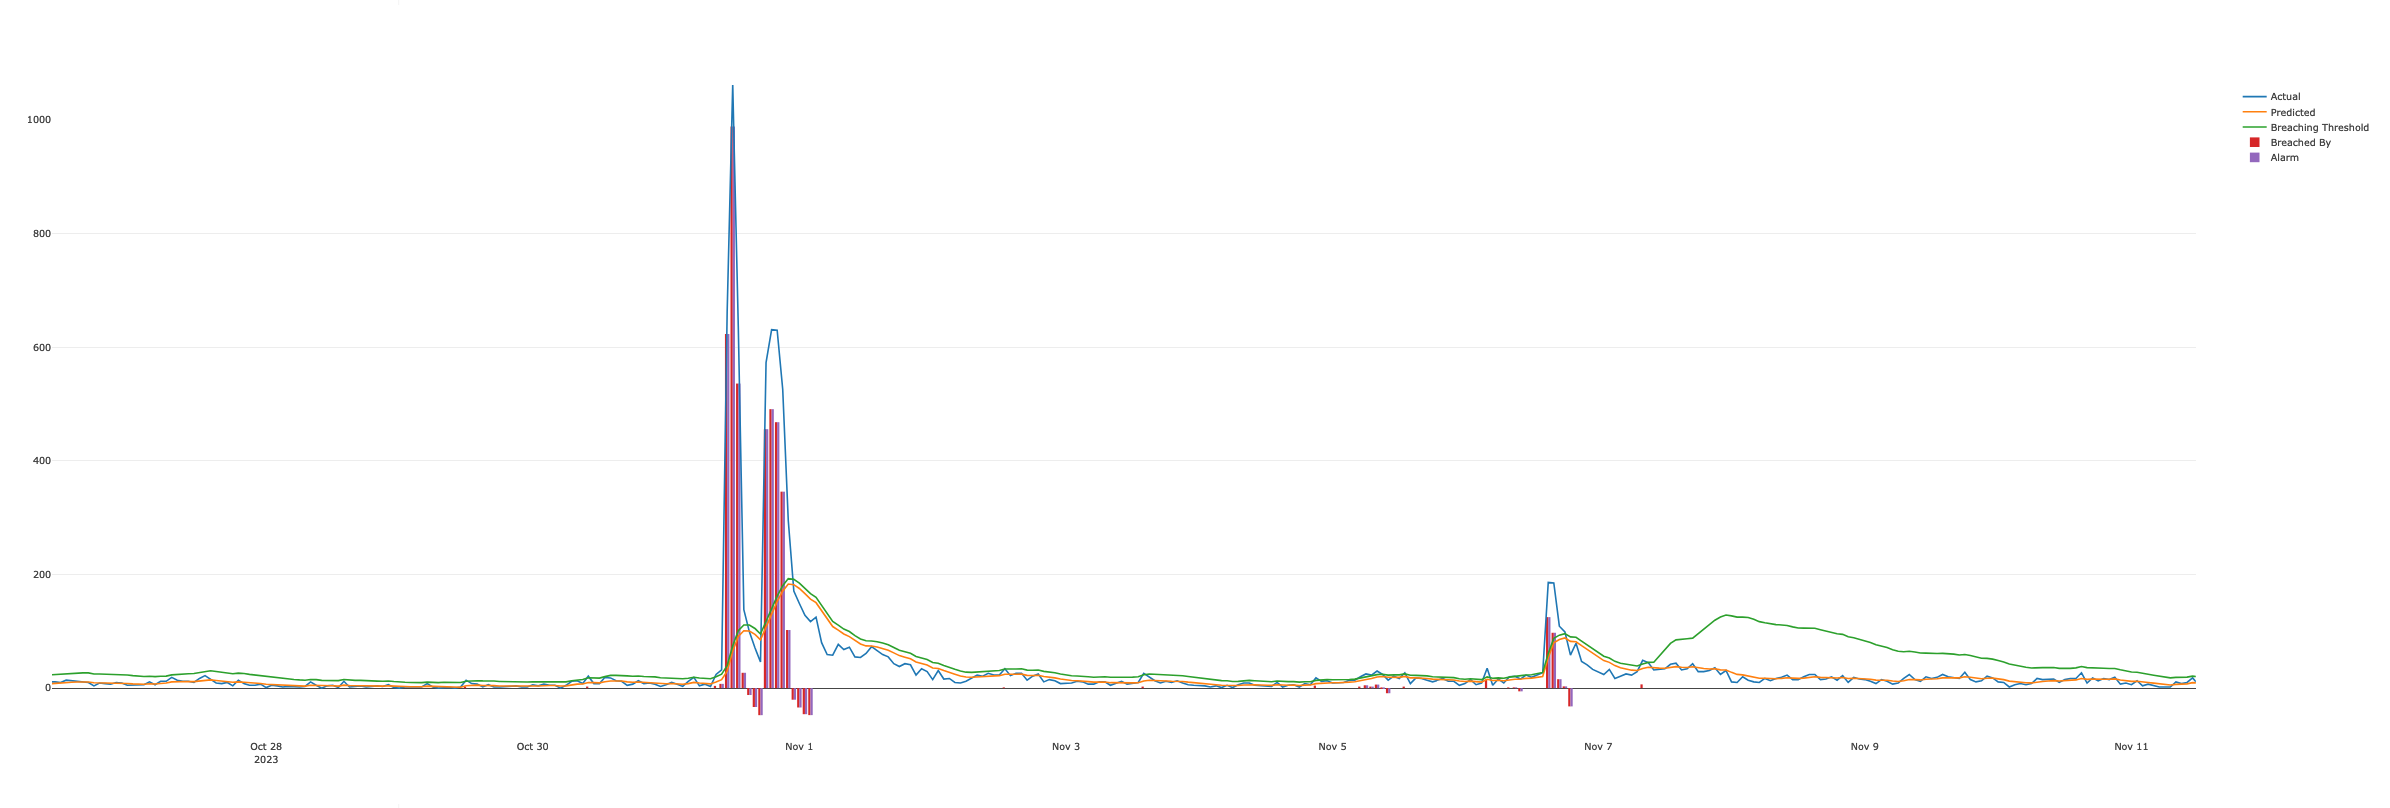 1000
800
600
400
200
0
Oct 28
2023
Oct 30
Nov 1
Nov 3
Nov 5
Nov 7
Nov 9
Nov 11
Actual
Predicted
Breaching Threshold
Breached By
Alarm